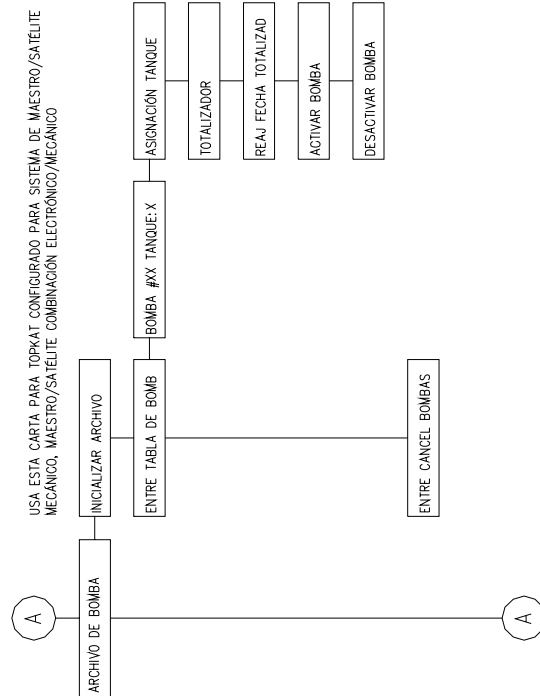 USA ESTA CARTA PARA TOPKAT CONFIGURADO PARA SISTEMA DE MAESTRO/SATÉLITE
MECÁNICO, MAESTRO/SATÉLITE COMBINACIÓN ELECTRÓNICO/MECÁNICO
A
ARCHIVO DE BOMBA
INICIALIZAR ARCHIVO
ENTRE TABLA DE BOMB
BOMBA #XX TANQUE:X
ASIGNACIÓN TANQUE
TOTALIZADOR
REAJ FECHA TOTALIZAD
ACTIVAR BOMBA
DESACTIVAR BOMBA
ENTRE CANCEL BOMBAS
A